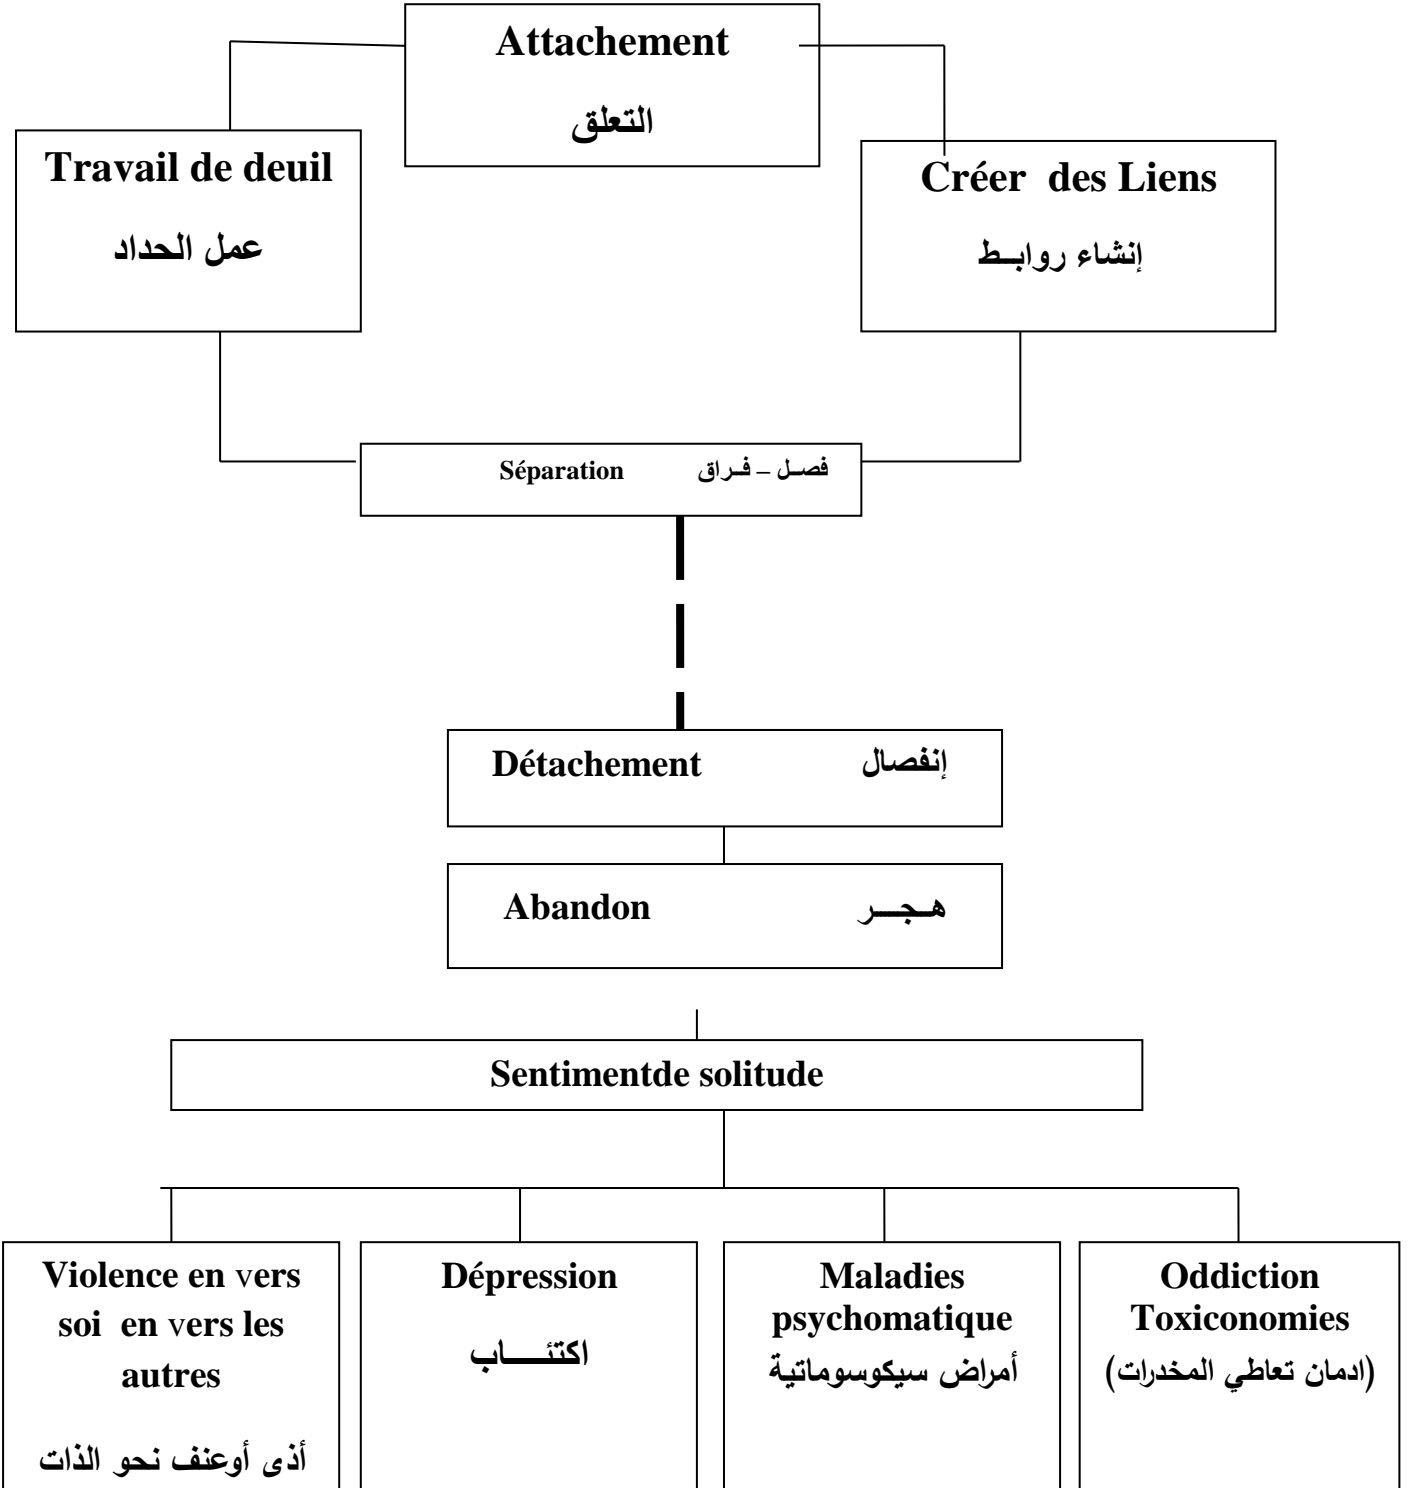 Attachement
التعلق
Travail de deuil
عمل الحداد
Créer des Liens
إنشاء روابـط
Séparation فصـل – فـراق
Détachement إنفصال
Abandon هـجـــر
Sentimentde solitude
Violence en vers
soi en vers les
autres
أذى أوعنف نحو الذات
Dépression
اكتئـــــاب
Maladies
psychomatique
أمراض سيكوسوماتية
Oddiction
Toxiconomies
(ادمان تعاطي المخدرات)